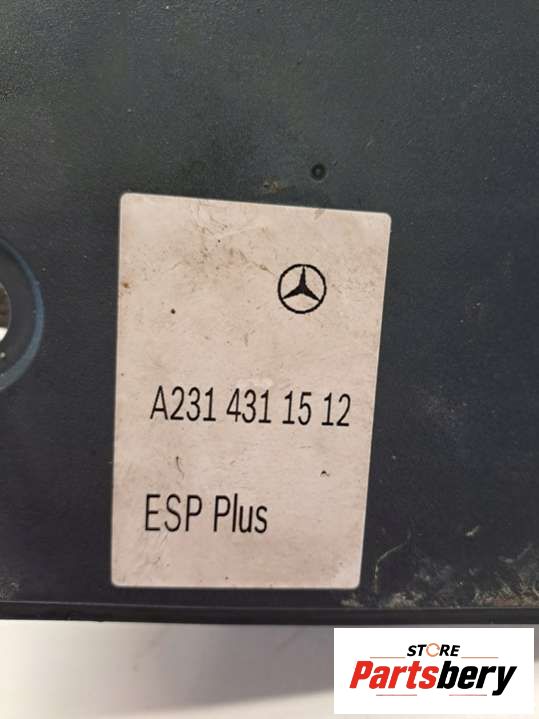 A231 431 15 12
ESP Plus
STORE
Partsbery